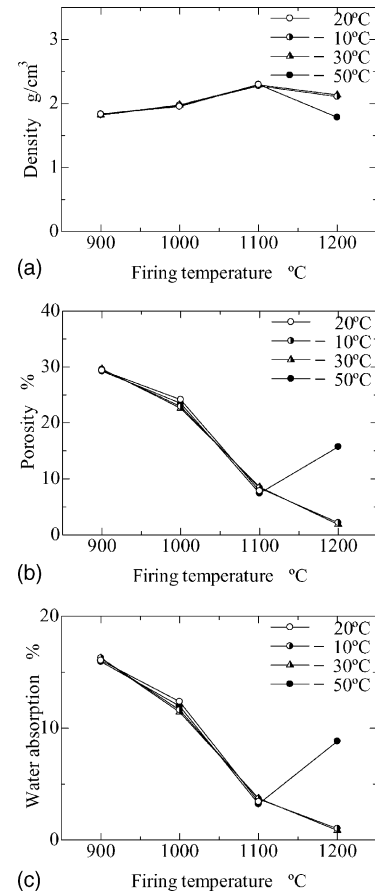 3
2
1
0
Density g/cm³
20ºC
− 10ºC
− 30ºC
− 50ºC
900 1000 1100 1200
(a)
Firing temperature ºC
40
30
20
10
0
Porosity %
20ºC
− 10ºC
− 30ºC
− 50ºC
900 1000 1100 1200
(b)
Firing temperature ºC
20
10
0
Water absorption %
20ºC
− 10ºC
− 30ºC
− 50ºC
900 1000 1100 1200
(c)
Firing temperature ºC